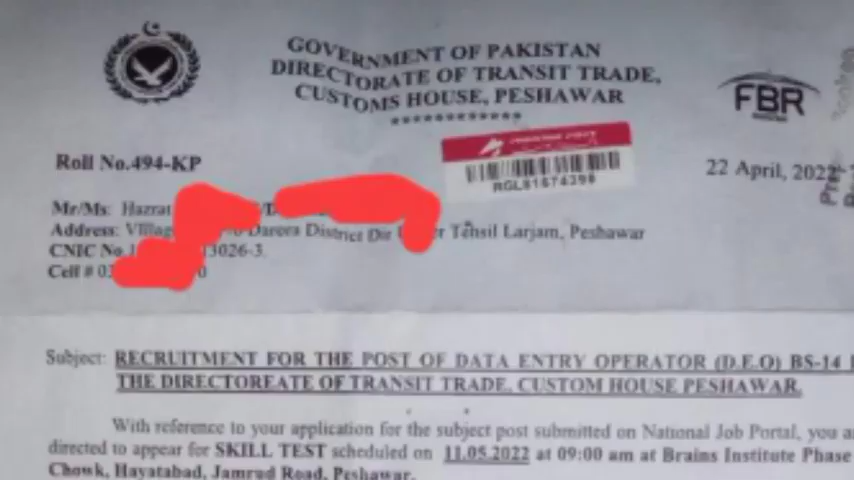 GOVERNMENT OF PAKISTAN
DIRECTORATE OF TRANSIT TRADE,
CUSTOMS HOUSE, PESHAWAR
************
FBR
Roll No.494-KP
22 April, 2022
Mr/Ms: Hazrat
Address: Village Darora District Dir Tehsil Larjam, Peshawar
CNIC No 13026-3
Cell # 03 0
Subject: RECRUITMENT FOR THE POST OF DATA ENTRY OPERATOR (D.E.O) BS-14
THE DIRECTOREATE OF TRANSIT TRADE, CUSTOM HOUSE PESHAWAR.
With reference to your application for the subject post submitted on National Job Portal, you
directed to appear for SKILL TEST scheduled on 11.05.2022 at 09:00 am at Brains Institute Phase
Chowk, Hayatabad, Jamrud Road, Peshawar.